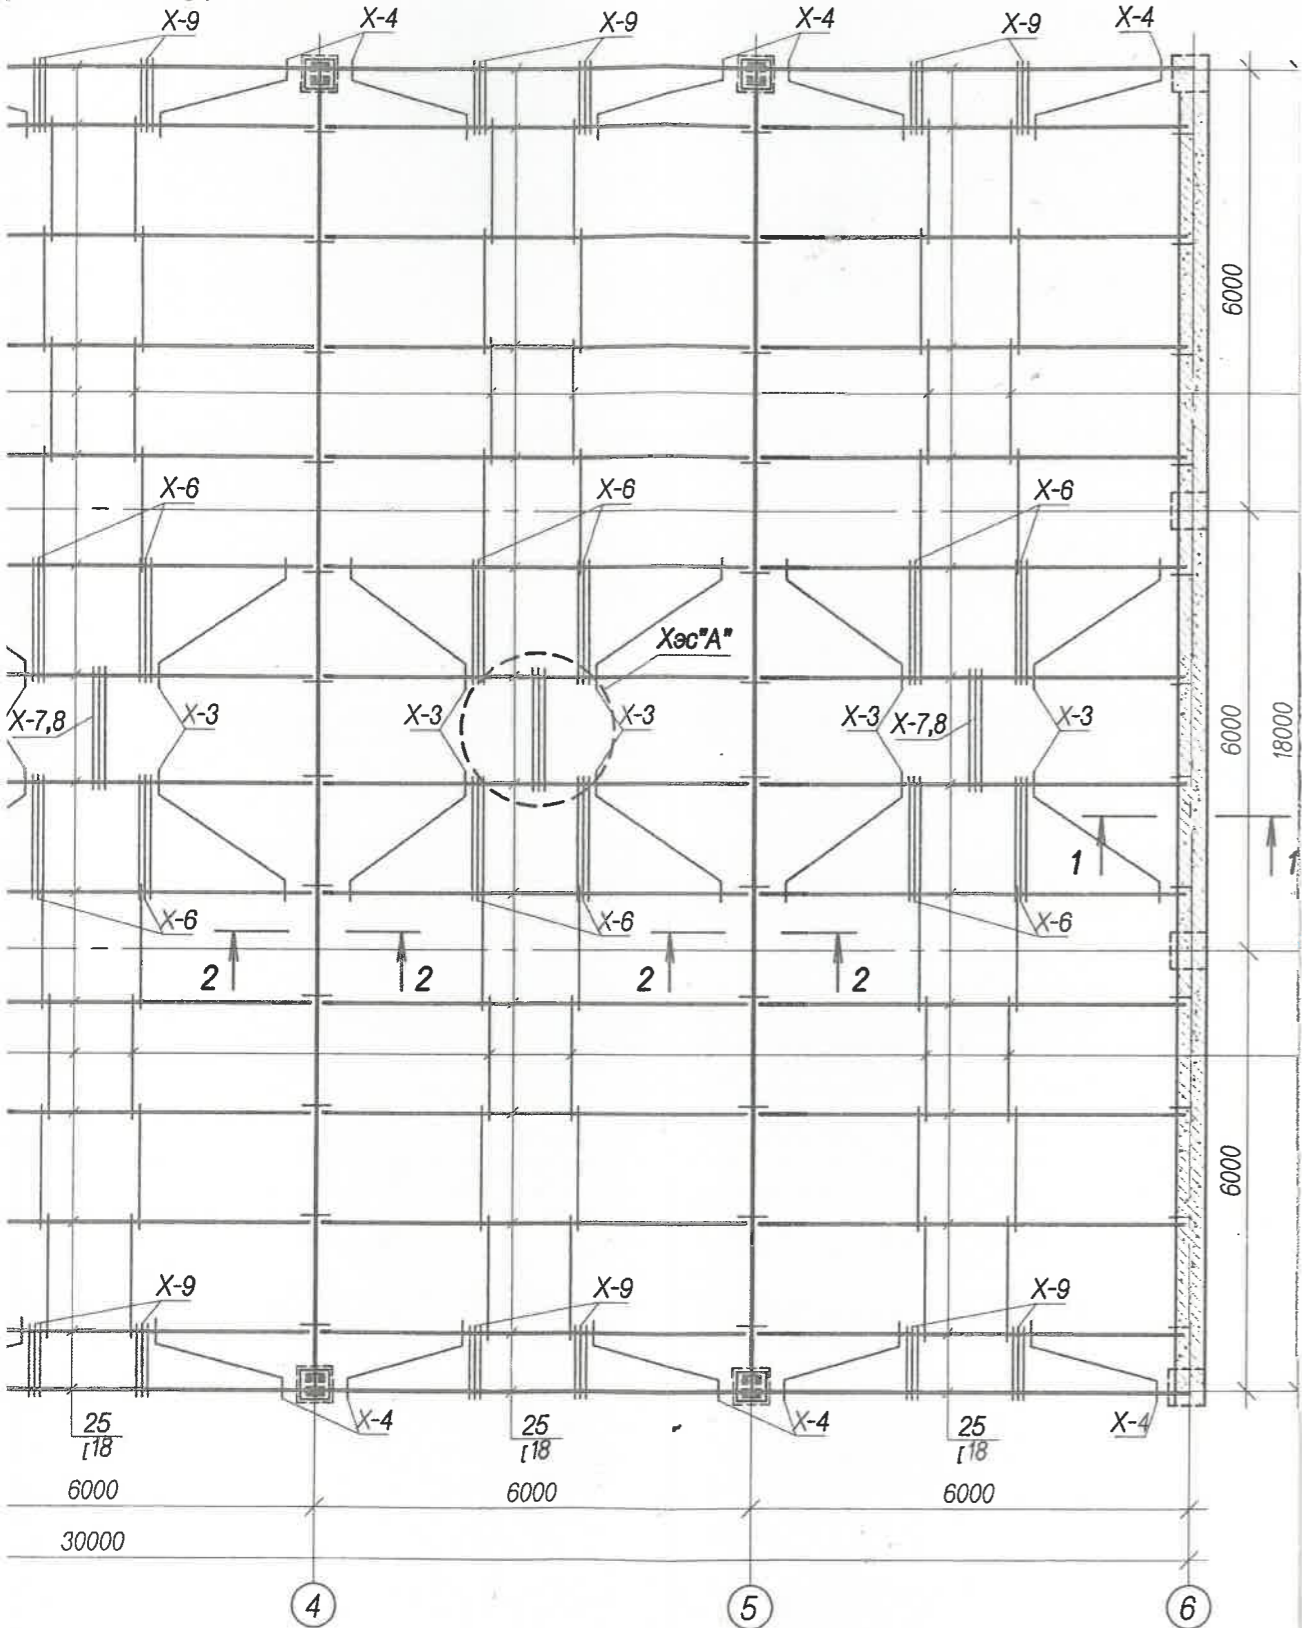 X-9 X-4 X-4 X-9 X-4 X-9 X-4
6000
X-6 X-6 X-6
Хэс"А"
X-7,8 X-3 X-3 X-3 X-3 X-7,8 X-3
6000 18000
1 1
X-6 X-6 X-6
2 2 2 2
6000
X-9 X-9 X-9
X-4 X-4 X-4
25 25 25
[18 [18 [18
6000 6000 6000
30000
4 5 6